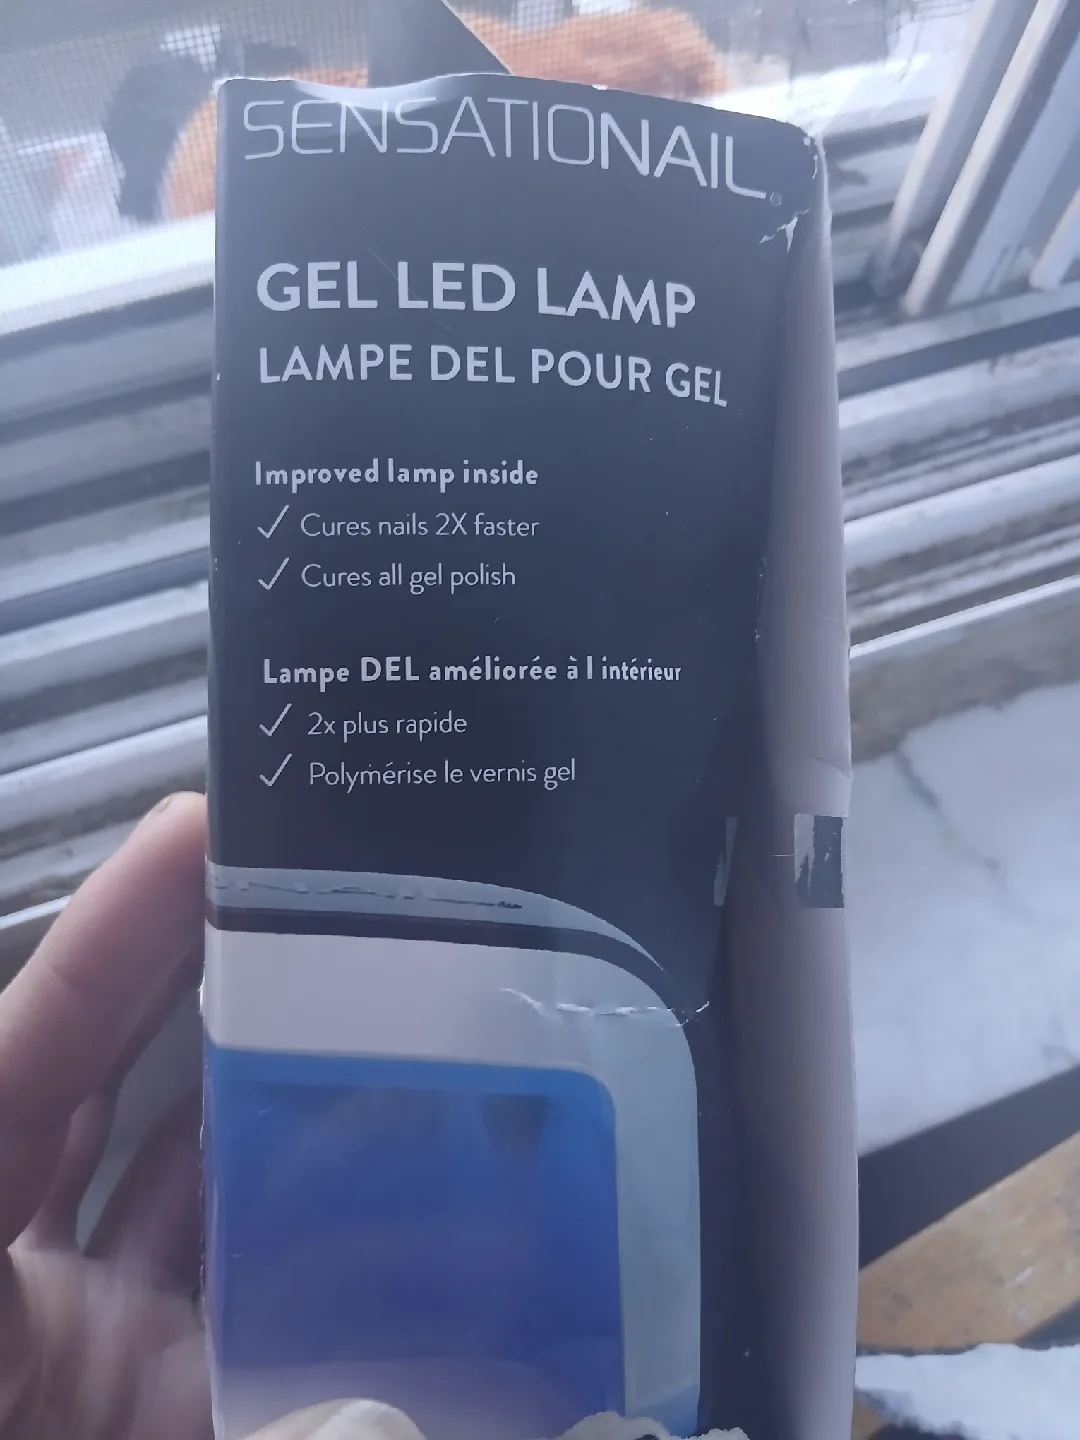 SENSATIONAIL®
GEL LED LAMP
LAMPE DEL POUR GEL
Improved lamp inside
✓ Cures nails 2X faster
✓ Cures all gel polish
Lampe DEL améliorée à l intérieur
✓ 2x plus rapide
✓ Polymérise le vernis gel